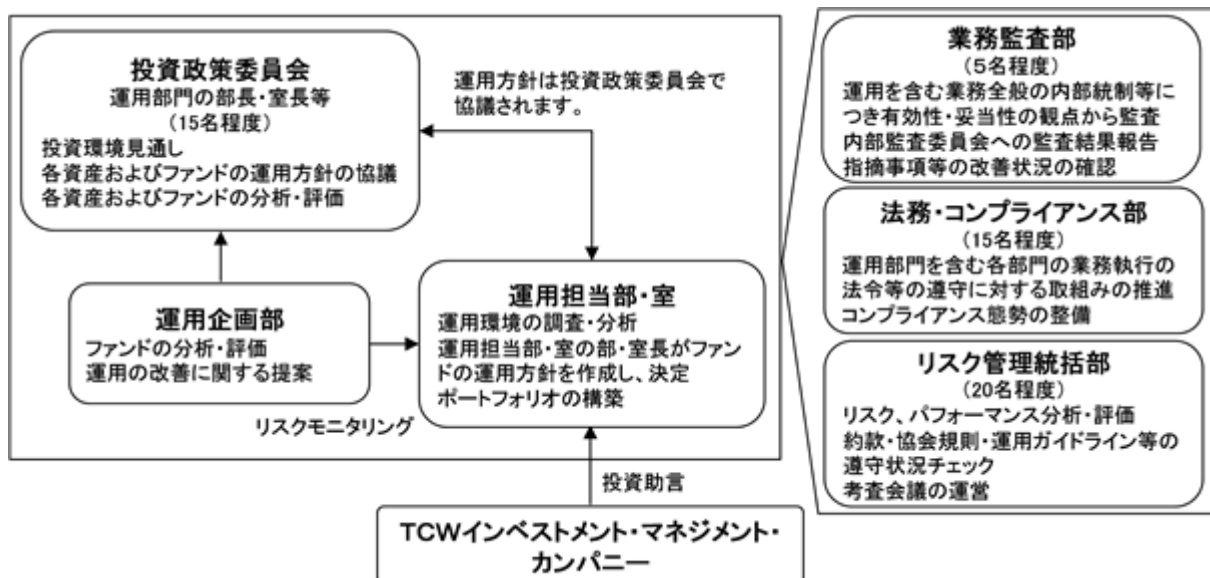 投資政策委員会
運用部門の部長・室長等
(15名程度)
投資環境見通し
各資産およびファンドの運用方針の協議
各資産およびファンドの分析・評価
運用方針は投資政策委員会で
協議されます。
運用企画部
ファンドの分析・評価
運用の改善に関する提案
リスクモニタリング
運用担当部・室
運用環境の調査・分析
運用担当部・室の部・室長がファン
ドの運用方針を作成し、決定
ポートフォリオの構築
投資助言
TCWインベストメント・マネジメント・
カンパニー
業務監査部
(5名程度)
運用を含む業務全般の内部統制等に
つき有効性・妥当性の観点から監査
内部監査委員会への監査結果報告
指摘事項等の改善状況の確認
法務・コンプライアンス部
(15名程度)
運用部門を含む各部門の業務執行の
法令等の遵守に対する取組みの推進
コンプライアンス態勢の整備
リスク管理統括部
(20名程度)
リスク、パフォーマンス分析・評価
約款・協会規則・運用ガイドライン等の
遵守状況チェック
考査会議の運営